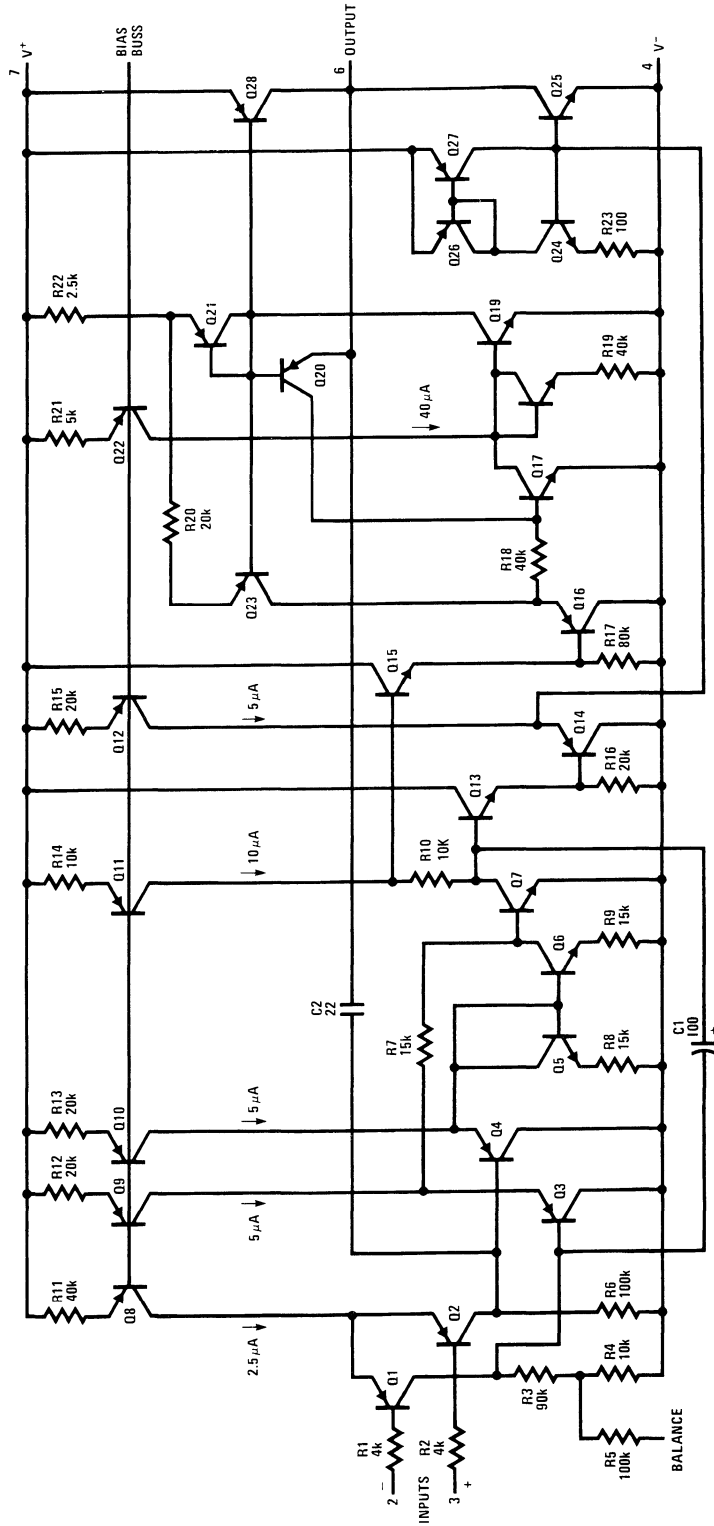 7 V+
BIAS
BUSS
6 OUTPUT
4 V−
R11
40k
R12
20k
R13
20k
R14
10k
R15
20k
R21
5k
R22
2.5k
Q8
Q9
Q10
Q11
Q12
Q22
R20
20k
Q21
Q23
Q28
2.5 μA
5 μA
5 μA
10 μA
5 μA
Q20
40 μA
C2
22
Q15
Q26
Q27
R7
15k
R10
10K
Q13
R18
40k
Q17
Q19
Q24
Q25
Q1
Q2
Q3
Q4
Q5
Q6
Q7
Q14
Q16
R1
4k
R2
4k
2 −
INPUTS
3 +
R3
90k
R4
10k
R5
100k
R6
100k
R8
15k
R9
15k
R16
20k
R17
80k
R19
40k
R23
100
BALANCE
C1
100
+